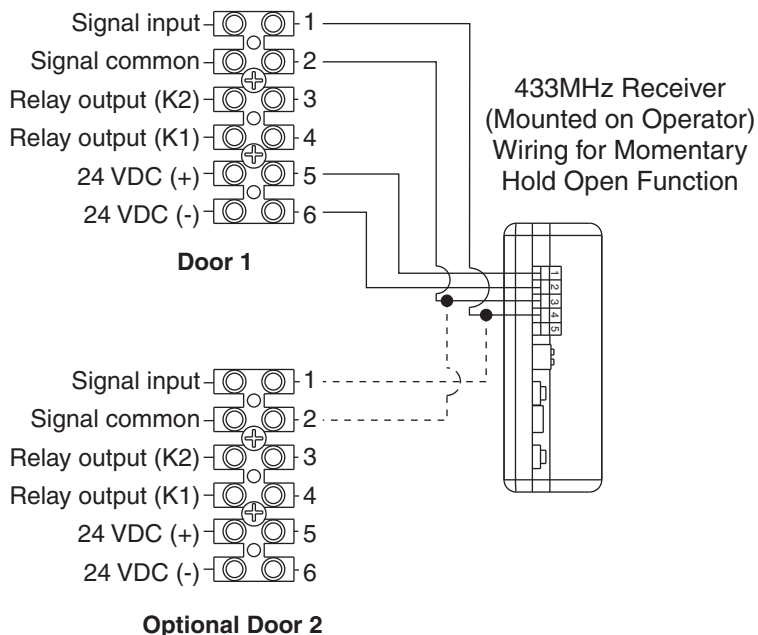 Signal input 1
Signal common 2
Relay output (K2) 3
Relay output (K1) 4
24 VDC (+) 5
24 VDC (-) 6
Door 1
433MHz Receiver
(Mounted on Operator)
Wiring for Momentary
Hold Open Function
1
2
3
4
5
Signal input 1
Signal common 2
Relay output (K2) 3
Relay output (K1) 4
24 VDC (+) 5
24 VDC (-) 6
Optional Door 2